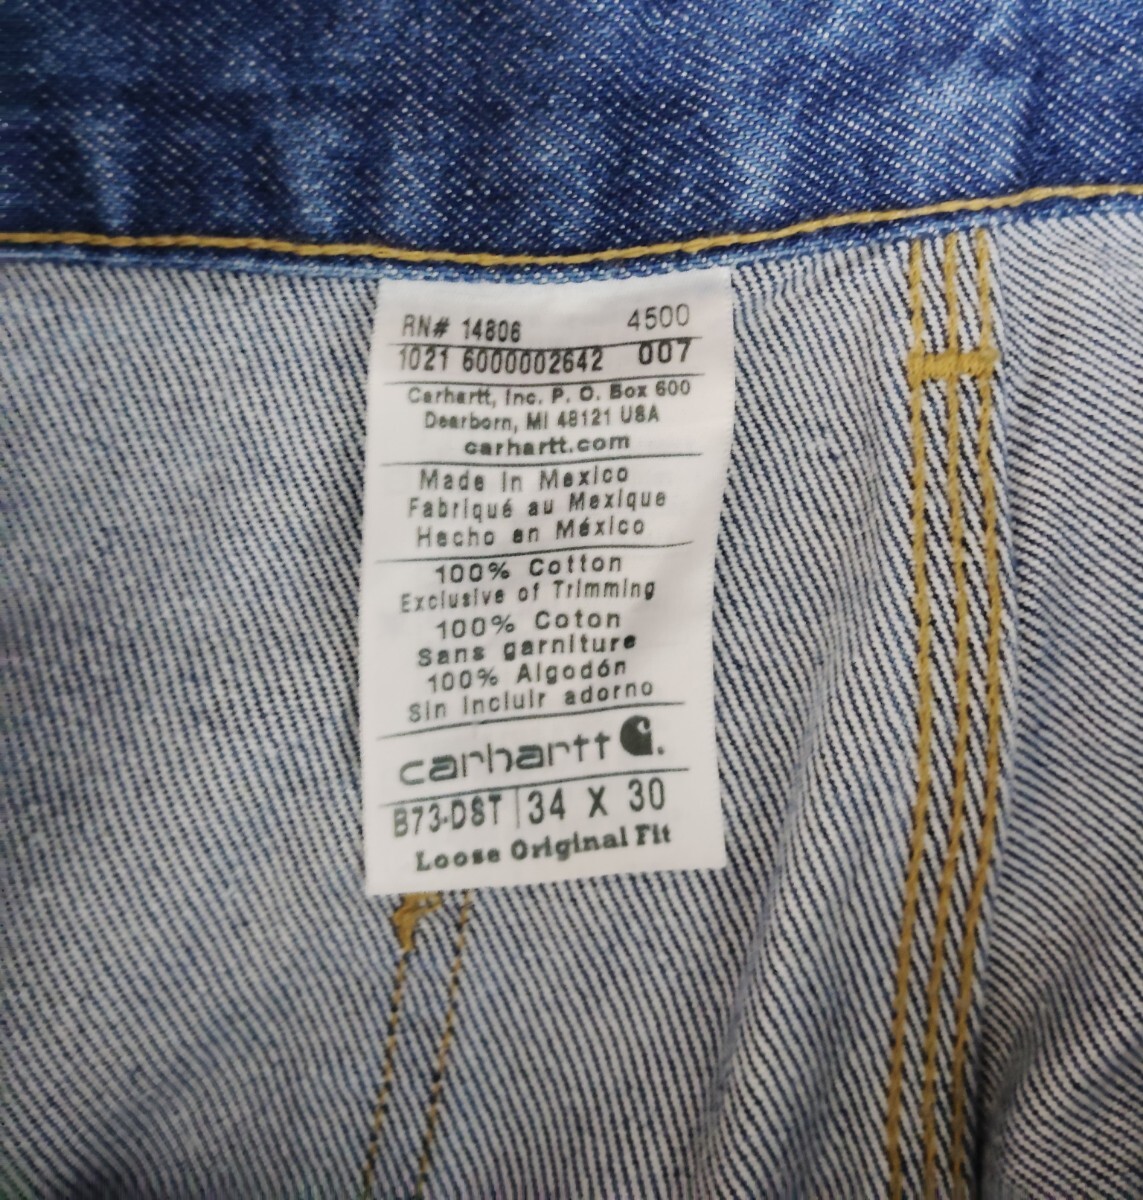 RN# 14806 4500
1021 6000002642 007
Carhartt, Inc. P. O. Box 600
Dearborn, MI 48121 USA
carhartt.com
Made in Mexico
Fabriqué au Mexique
Hecho en México
100% Cotton
Exclusive of Trimming
100% Coton
Sans garniture
100% Algodón
Sin incluir adorno
carhartt
B73-DST 34 X 30
Loose Original Fit